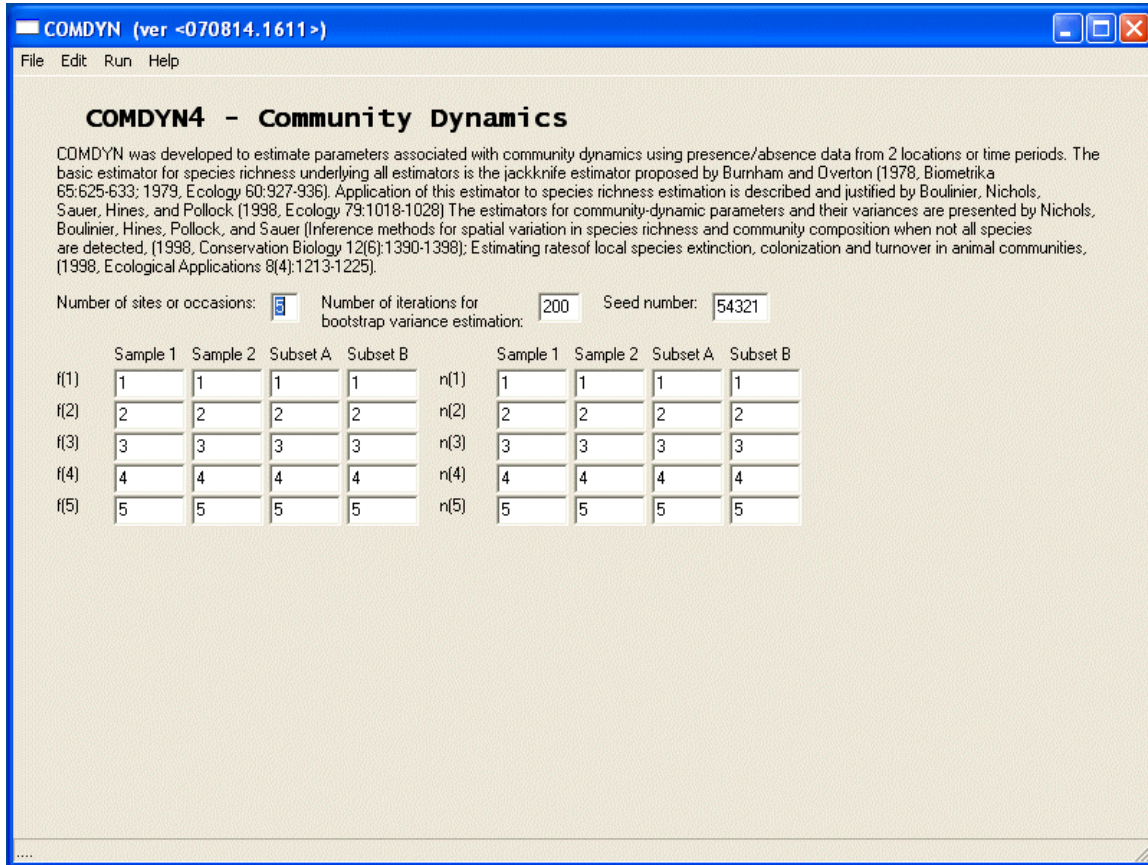 COMDYN (ver <070814.1611>)
File Edit Run Help
COMDYN4 - Community Dynamics
COMDYN was developed to estimate parameters associated with community dynamics using presence/absence data from 2 locations or time periods. The
basic estimator for species richness underlying all estimators is the jackknife estimator proposed by Burnham and Overton (1978, Biometrika
65:625-633; 1979, Ecology 60:927-936). Application of this estimator to species richness estimation is described and justified by Boulinier, Nichols,
Sauer, Hines, and Pollock (1998, Ecology 79:1018-1028) The estimators for community-dynamic parameters and their variances are presented by Nichols,
Boulinier, Hines, Pollock, and Sauer (Inference methods for spatial variation in species richness and community composition when not all species
are detected, (1998, Conservation Biology 12(6):1390-1398); Estimating ratesof local species extinction, colonization and turnover in animal communities,
(1998, Ecological Applications 8(4):1213-1225).
Number of sites or occasions: 5 Number of iterations for 200 Seed number: 54321
bootstrap variance estimation:
Sample 1 Sample 2 Subset A Subset B Sample 1 Sample 2 Subset A Subset B
f(1) 1 1 1 1 n(1) 1 1 1 1
f(2) 2 2 2 2 n(2) 2 2 2 2
f(3) 3 3 3 3 n(3) 3 3 3 3
f(4) 4 4 4 4 n(4) 4 4 4 4
f(5) 5 5 5 5 n(5) 5 5 5 5
....